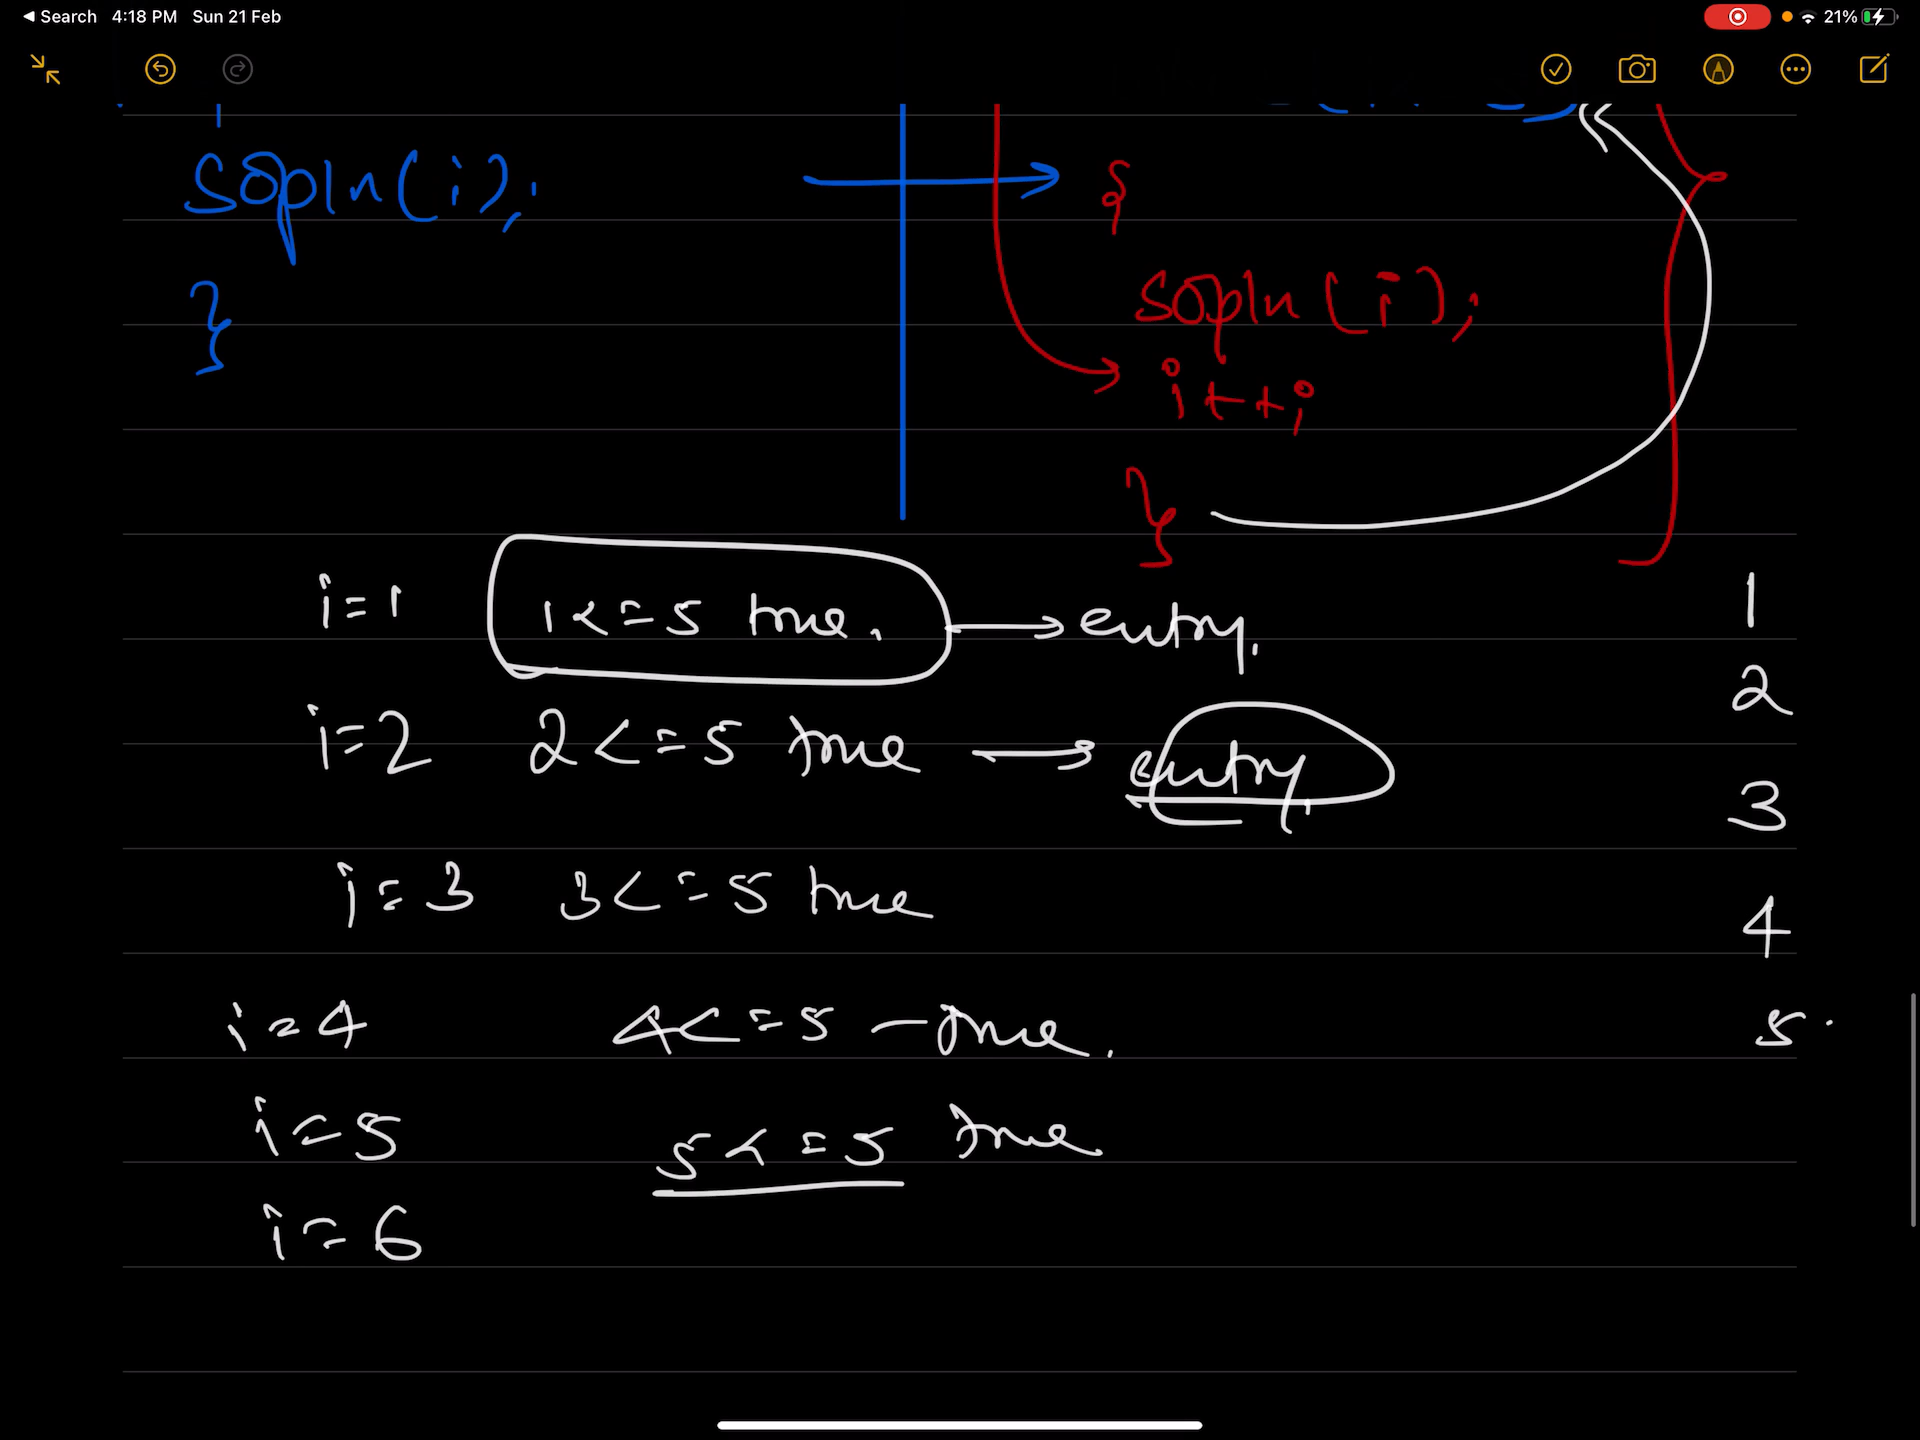 Search 4:18 PM Sun 21 Feb 21%
Sopln(i);
}
{
Sopln(i);
i++;
}
i=1 1<=5 true. → entry. 1
i=2 2<=5 true → entry. 2
3
i=3 3<=5 true
4
i=4 4<=5 - true. 5.
i=5 5<=5 true
i=6